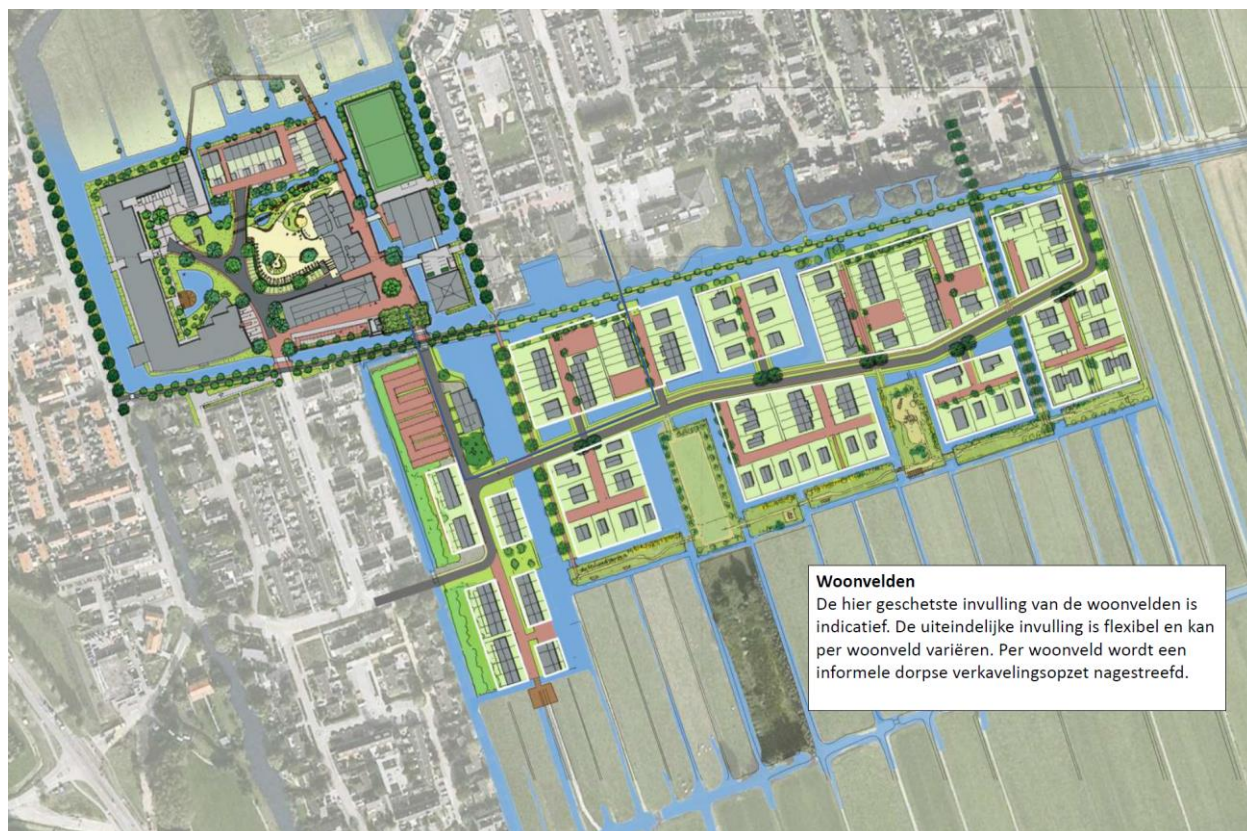 Woonvelden
De hier geschetste invulling van de woonvelden is
indicatief. De uiteindelijke invulling is flexibel en kan
per woonveld variëren. Per woonveld wordt een
informele dorpse verkavelingsopzet nagestreefd.